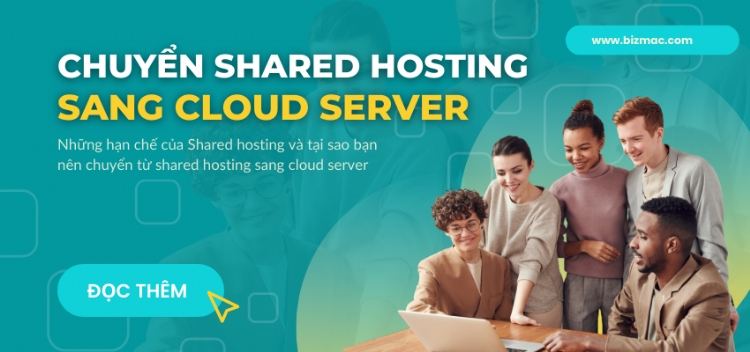 www.bizmac.com
CHUYỂN SHARED HOSTING
SANG CLOUD SERVER
Những hạn chế của Shared hosting và tại sao bạn
nên chuyển từ shared hosting sang cloud server
ĐỌC THÊM